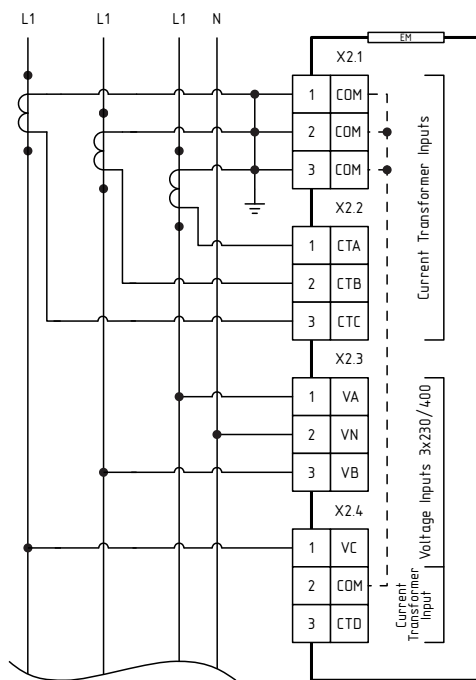 L1 L1 L1 N
EM
X2.1
1 COM
2 COM
3 COM
Current Transformer Inputs
X2.2
1 CTA
2 CTB
3 CTC
X2.3
1 VA
2 VN
3 VB
Voltage Inputs 3x230/400
X2.4
1 VC
2 COM
3 CTD
Current
Transformer
Input